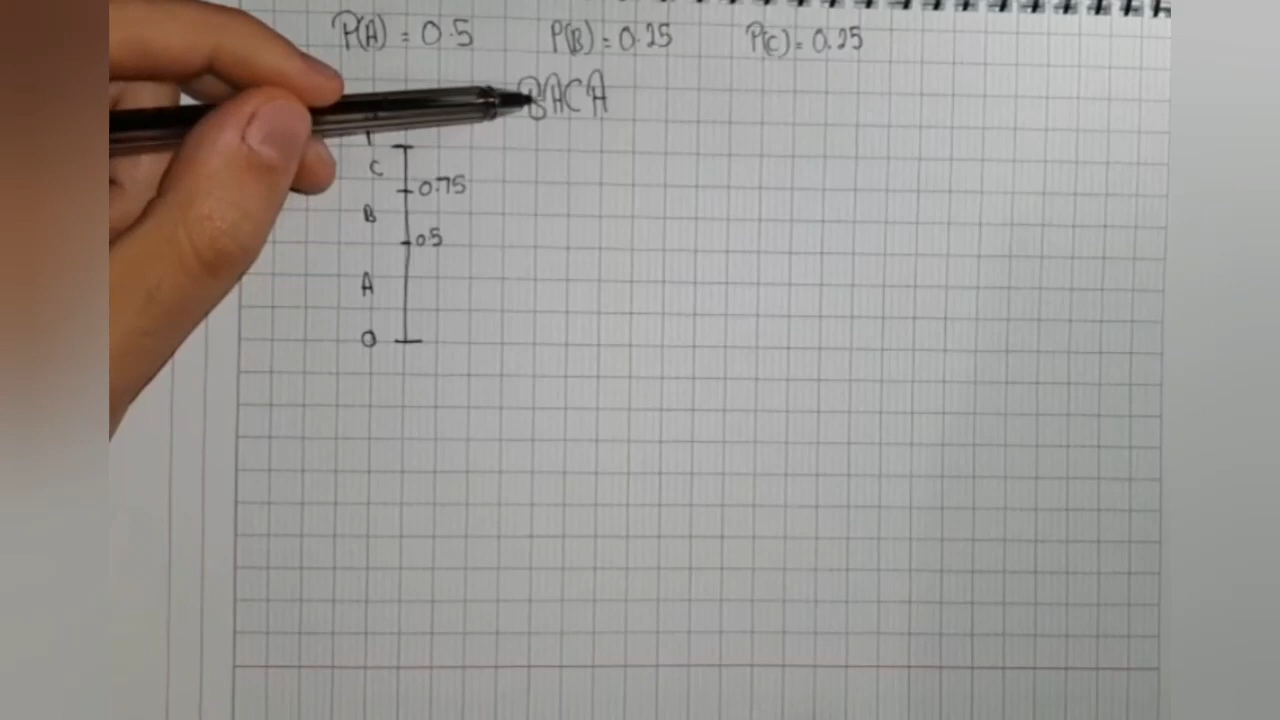 P(A) = 0.5 P(B) = 0.25 P(C) = 0.25
BACA
C
0.75
B
0.5
A
0